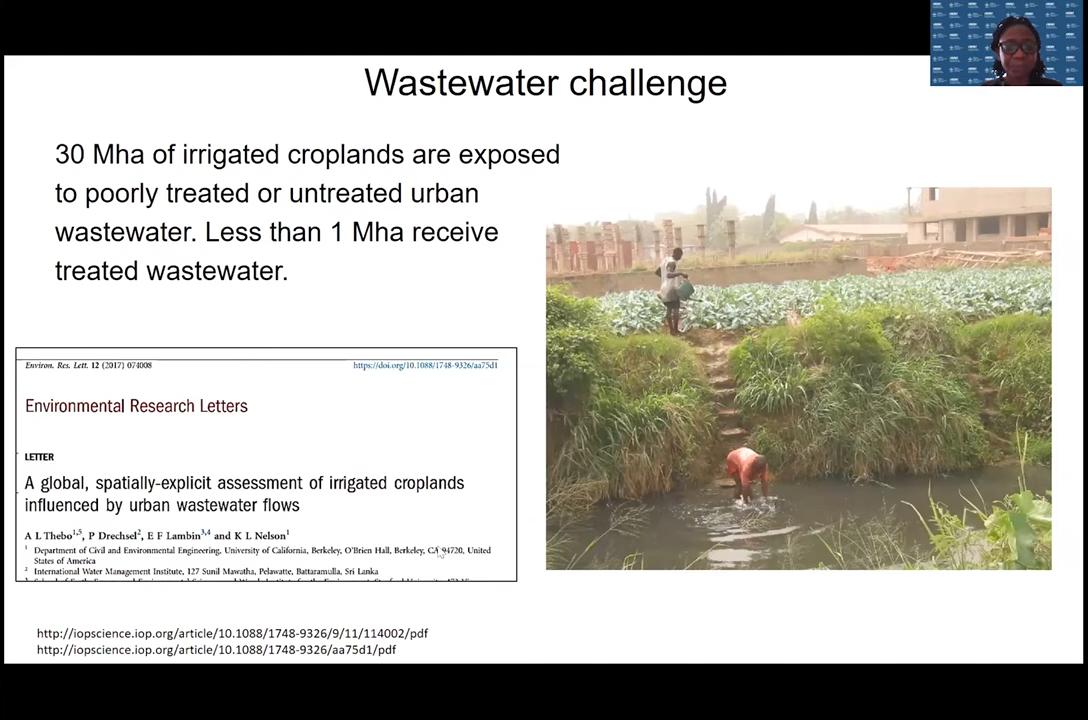 Wastewater challenge
30 Mha of irrigated croplands are exposed
to poorly treated or untreated urban
wastewater. Less than 1 Mha receive
treated wastewater.
Environ. Res. Lett. 12 (2017) 074008
https://doi.org/10.1088/1748-9326/aa75d1
Environmental Research Letters
LETTER
A global, spatially-explicit assessment of irrigated croplands
influenced by urban wastewater flows
A L Thebo1,5, P Drechsel2, E F Lambin3,4 and K L Nelson1
1 Department of Civil and Environmental Engineering, University of California, Berkeley, O'Brien Hall, Berkeley, CA 94720, United
States of America
2 International Water Management Institute, 127 Sunil Mawatha, Pelawatte, Battaramulla, Sri Lanka
http://iopscience.iop.org/article/10.1088/1748-9326/9/11/114002/pdf
http://iopscience.iop.org/article/10.1088/1748-9326/aa75d1/pdf